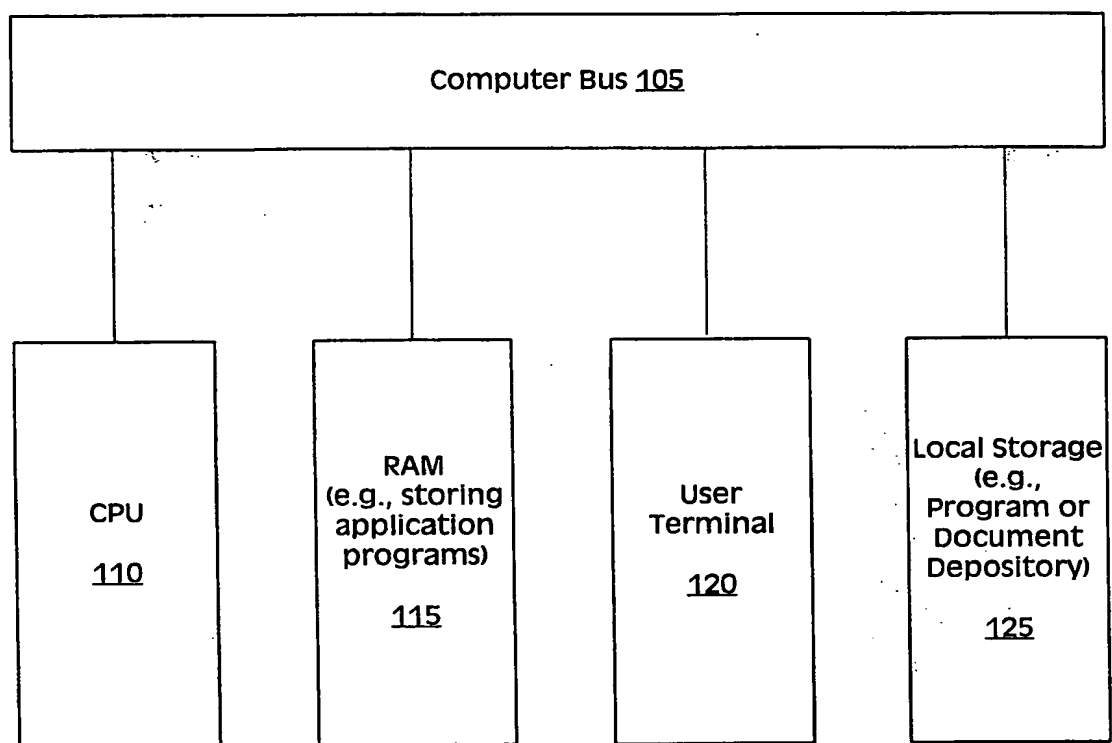 Computer Bus 105
CPU
110
RAM
(e.g., storing
application
programs)
115
User
Terminal
120
Local Storage
(e.g.,
Program or
Document
Depository)
125